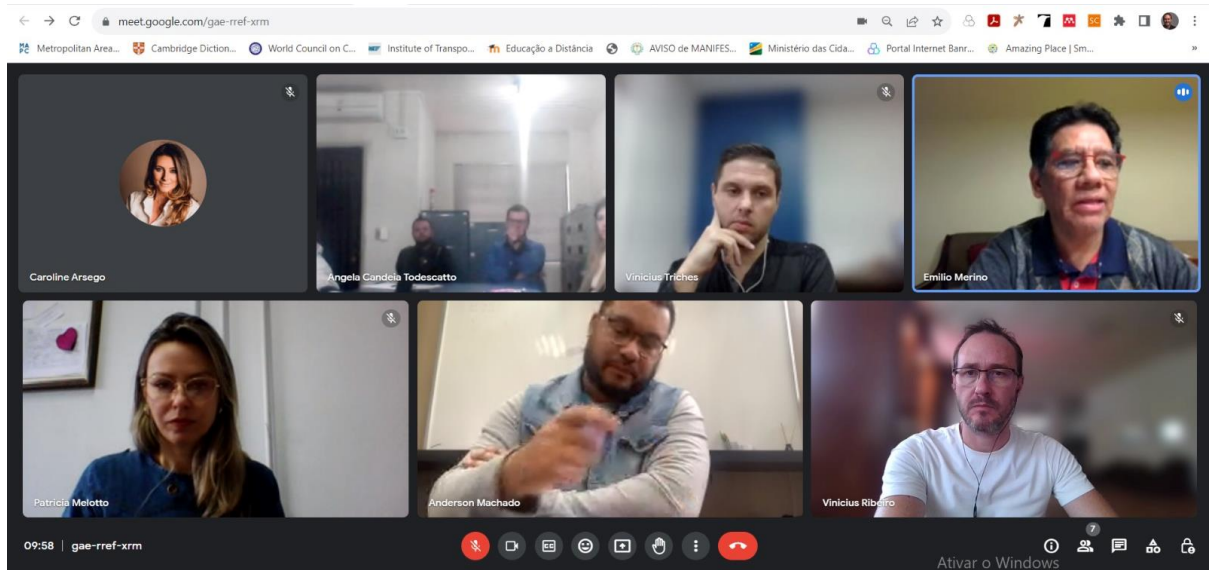 meet.google.com/gae-rref-xrm
Metropolitan Area...
Cambridge Diction...
World Council on C...
Institute of Transpo...
Educação a Distância
AVISO de MANIFES...
Ministério das Cida...
Portal Internet Banr...
Amazing Place | Sm...
»
Caroline Arsego
Angela Candeia Todescatto
Vinicius Triches
Emilio Merino
Patricia Melotto
Anderson Machado
Vinicius Ribeiro
09:58 | gae-rref-xrm
7
Ativar o Windows